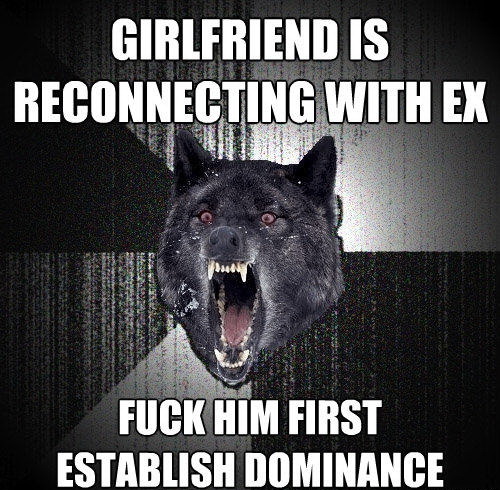 GIRLFRIEND IS
RECONNECTING WITH EX
FUCK HIM FIRST
ESTABLISH DOMINANCE